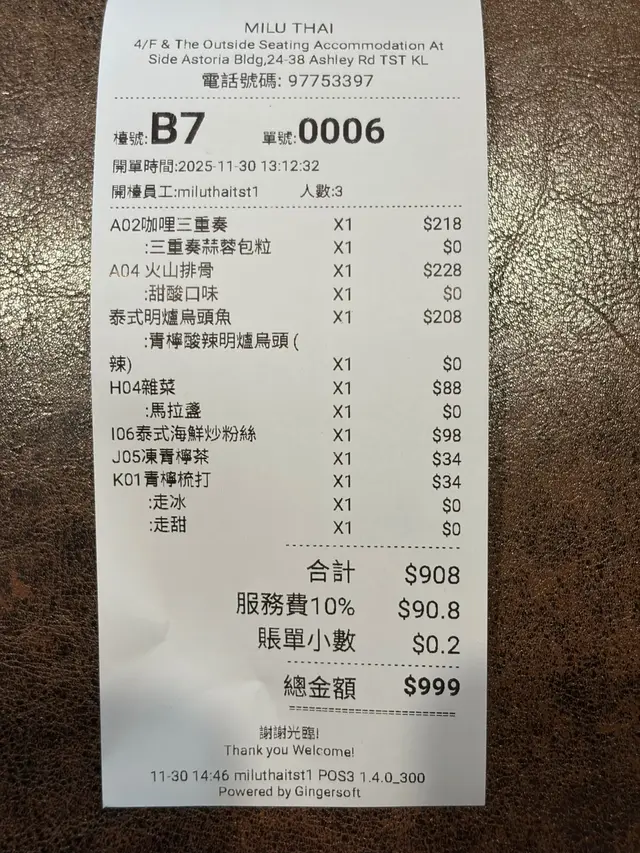 MILU THAI
4/F & The Outside Seating Accommodation At
Side Astoria Bldg,24-38 Ashley Rd TST KL
電話號碼: 97753397
檯號:B7 單號:0006
開單時間:2025-11-30 13:12:32
開檯員工:miluthaitst1 人數:3
A02咖哩三重奏 X1 $218
:三重奏蒜蓉包粒 X1 $0
A04 火山排骨 X1 $228
:甜酸口味 X1 $0
泰式明爐烏頭魚 X1 $208
:青檸酸辣明爐烏頭 (
辣) X1 $0
H04雜菜 X1 $88
:馬拉盞 X1 $0
I06泰式海鮮炒粉絲 X1 $98
J05凍青檸茶 X1 $34
K01青檸梳打 X1 $34
:走冰 X1 $0
:走甜 X1 $0
合計 $908
服務費10% $90.8
賬單小數 $0.2
總金額 $999
謝謝光臨!
Thank you Welcome!
11-30 14:46 miluthaitst1 POS3 1.4.0_300
Powered by Gingersoft